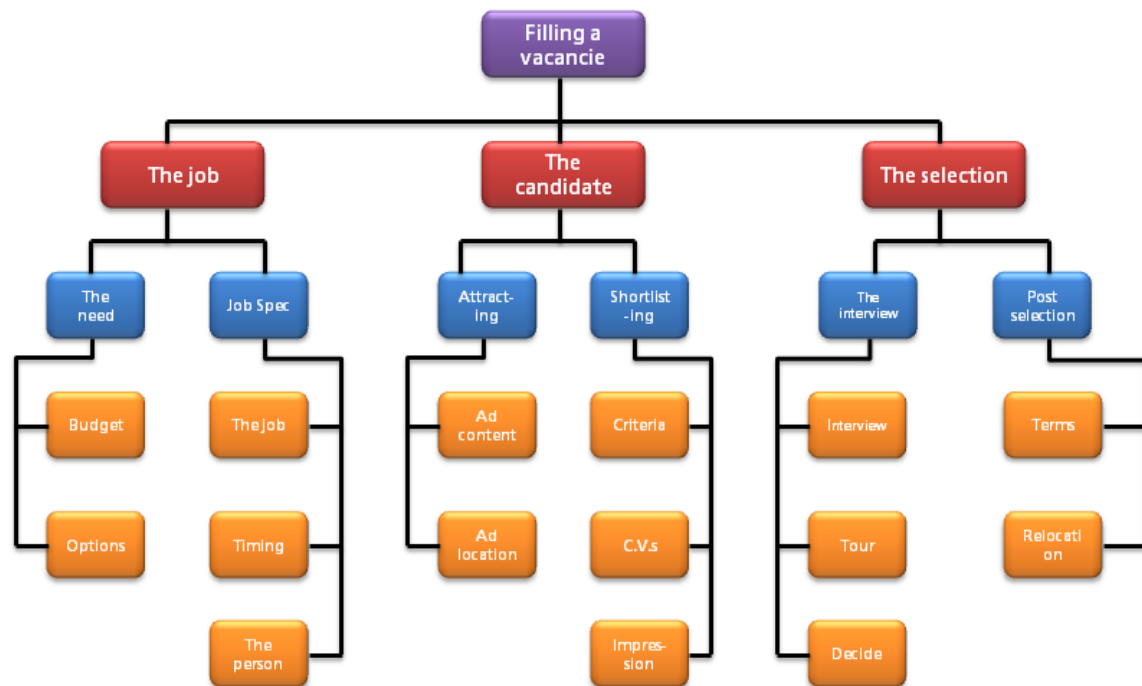 Filling a
vacancie
The job
The
candidate
The selection
The
need
Job Spec
Attract-
ing
Shortlist
-ing
The
interview
Post
selection
Budget
The job
Ad
content
Criteria
Interview
Terms
Options
Timing
Ad
location
C.V.s
Tour
Relocati
on
The
person
Impres-
sion
Decide